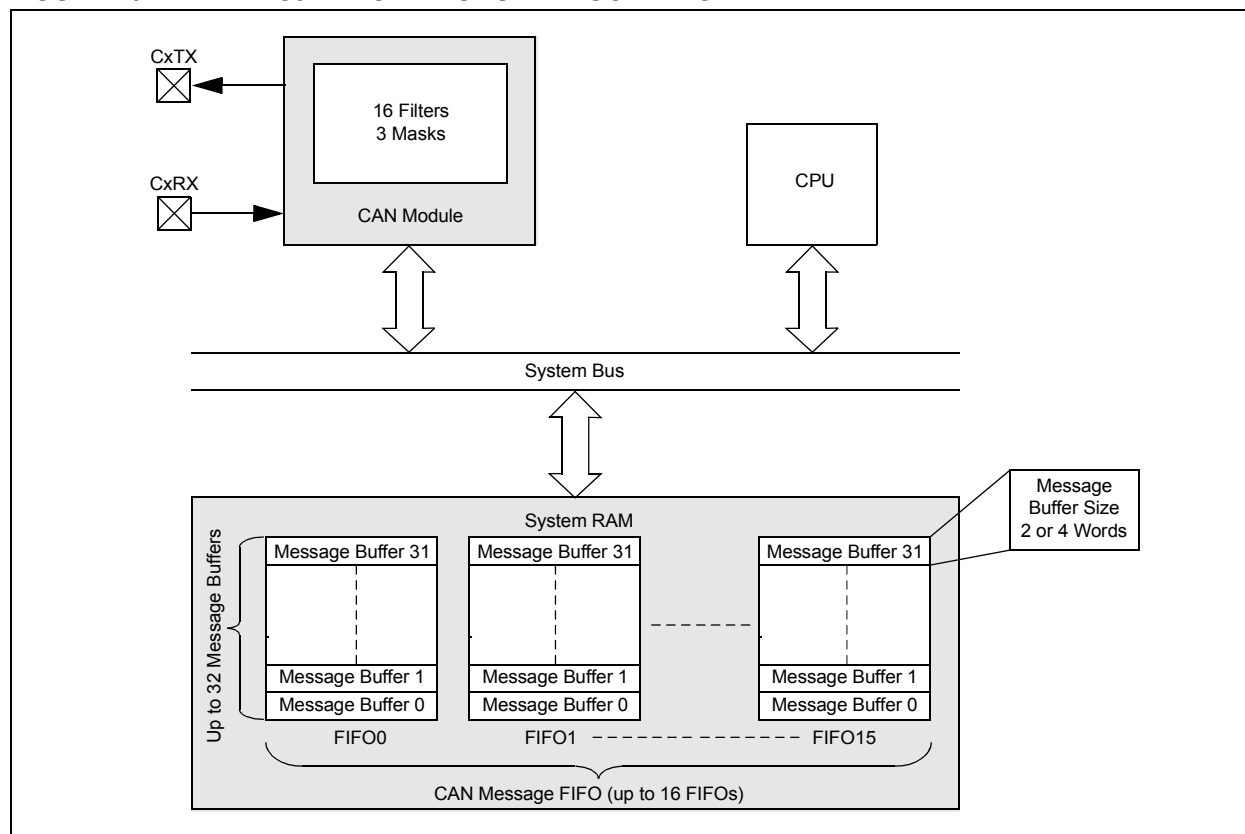 CxTX
16 Filters
3 Masks
CxRX
CAN Module
CPU
System Bus
System RAM
Message
Buffer Size
2 or 4 Words
Up to 32 Message Buffers
Message Buffer 31
Message Buffer 31
Message Buffer 31
Message Buffer 1
Message Buffer 1
Message Buffer 1
Message Buffer 0
Message Buffer 0
Message Buffer 0
FIFO0
FIFO1
FIFO15
CAN Message FIFO (up to 16 FIFOs)